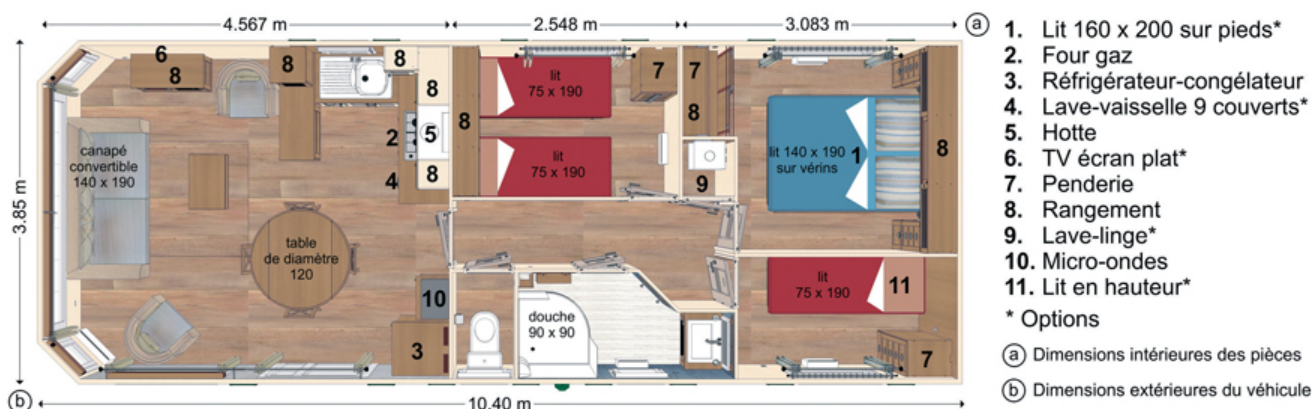 4.567 m
2.548 m
3.083 m
a
3.85 m
6
8
8
8
8
canapé
convertible
140 x 190
2
5
4
8
table
de diamètre
120
10
3
8
lit
75 x 190
7
lit
75 x 190
7
8
9
lit 140 x 190
sur vérins
1
8
douche
90 x 90
lit
75 x 190
11
7
b
10.40 m
1. Lit 160 x 200 sur pieds*
2. Four gaz
3. Réfrigérateur-congélateur
4. Lave-vaisselle 9 couverts*
5. Hotte
6. TV écran plat*
7. Penderie
8. Rangement
9. Lave-linge*
10. Micro-ondes
11. Lit en hauteur*
* Options
a Dimensions intérieures des pièces
b Dimensions extérieures du véhicule